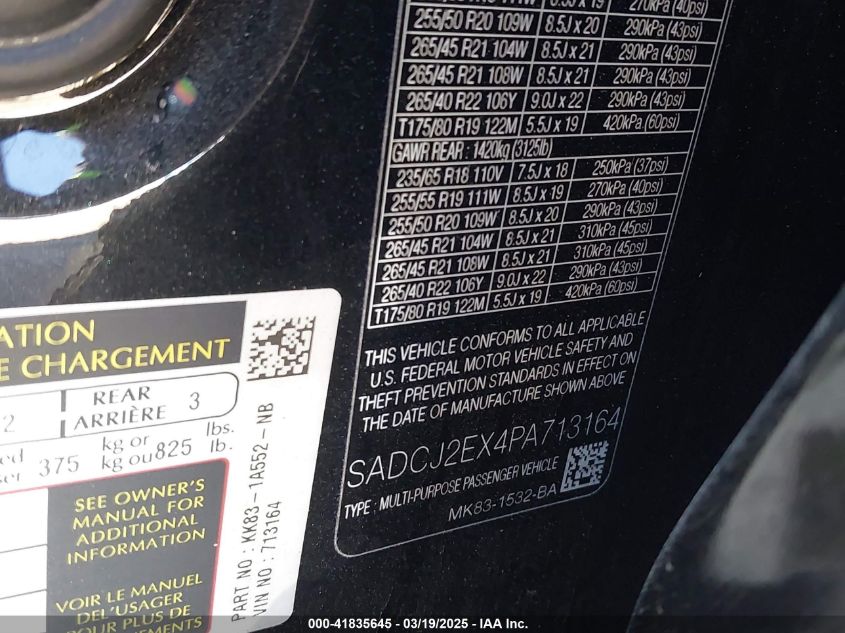 270kPa (40psi)
255/50 R20 109W 8.5J x 20 290kPa (43psi)
265/45 R21 104W 8.5J x 21 290kPa (43psi)
265/45 R21 108W 8.5J x 21 290kPa (43psi)
265/40 R22 106Y 9.0J x 22 290kPa (43psi)
T175/80 R19 122M 5.5J x 19 420kPa (60psi)
GAWR REAR : 1420kg (3125lb)
235/65 R18 110V 7.5J x 18 250kPa (37psi)
255/55 R19 111W 8.5J x 19 270kPa (40psi)
255/50 R20 109W 8.5J x 20 290kPa (43psi)
265/45 R21 104W 8.5J x 21 310kPa (45psi)
265/45 R21 108W 8.5J x 21 310kPa (45psi)
265/40 R22 106Y 9.0J x 22 290kPa (43psi)
T175/80 R19 122M 5.5J x 19 420kPa (60psi)
THIS VEHICLE CONFORMS TO ALL APPLICABLE
U.S. FEDERAL MOTOR VEHICLE SAFETY AND
THEFT PREVENTION STANDARDS IN EFFECT ON
THE DATE OF MANUFACTURE SHOWN ABOVE
SADCJ2EX4PA713164
TYPE : MULTI-PURPOSE PASSENGER VEHICLE
MK83-1532-BA
ATION
E CHARGEMENT
2 REAR ARRIÈRE 3
375 kg or kg ou 825 lbs. lb.
SEE OWNER'S
MANUAL FOR
ADDITIONAL
INFORMATION
VOIR LE MANUEL
DEL'USAGER
POUR PLUS DE
PART NO : KK83-1A552-NB
VIN NO : 713164
000-41835645 - 03/19/2025 - IAA Inc.